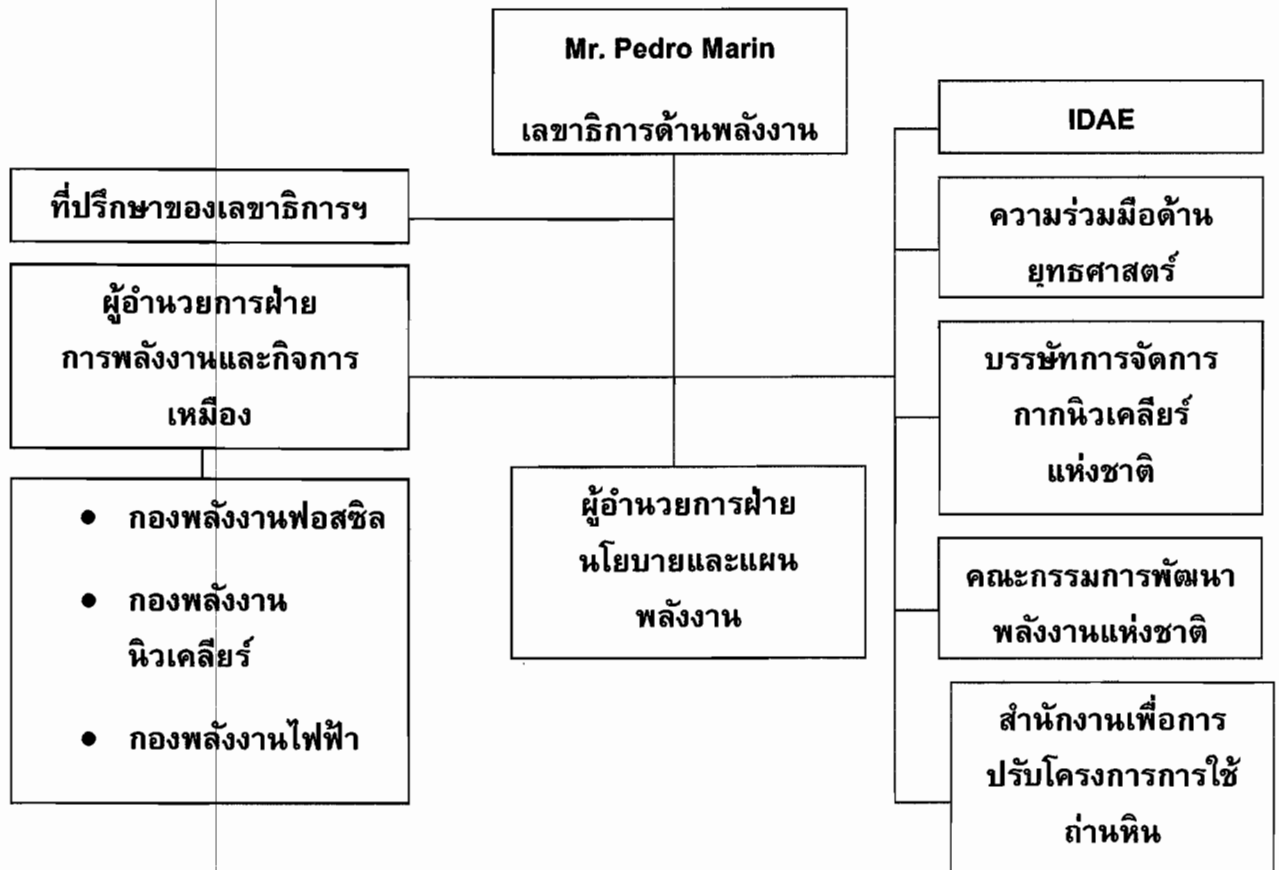 Mr. Pedro Marin
เลขาธิการด้านพลังงาน
ที่ปรึกษาของเลขาธิการฯ
ผู้อำนวยการฝ่าย
การพลังงานและกิจการ
เหมือง
● กองพลังงานฟอสซิล
● กองพลังงาน
นิวเคลียร์
● กองพลังงานไฟฟ้า
ผู้อำนวยการฝ่าย
นโยบายและแผน
พลังงาน
IDAE
ความร่วมมือด้าน
ยุทธศาสตร์
บรรษัทการจัดการ
กากนิวเคลียร์
แห่งชาติ
คณะกรรมการพัฒนา
พลังงานแห่งชาติ
สำนักงานเพื่อการ
ปรับโครงการการใช้
ถ่านหิน